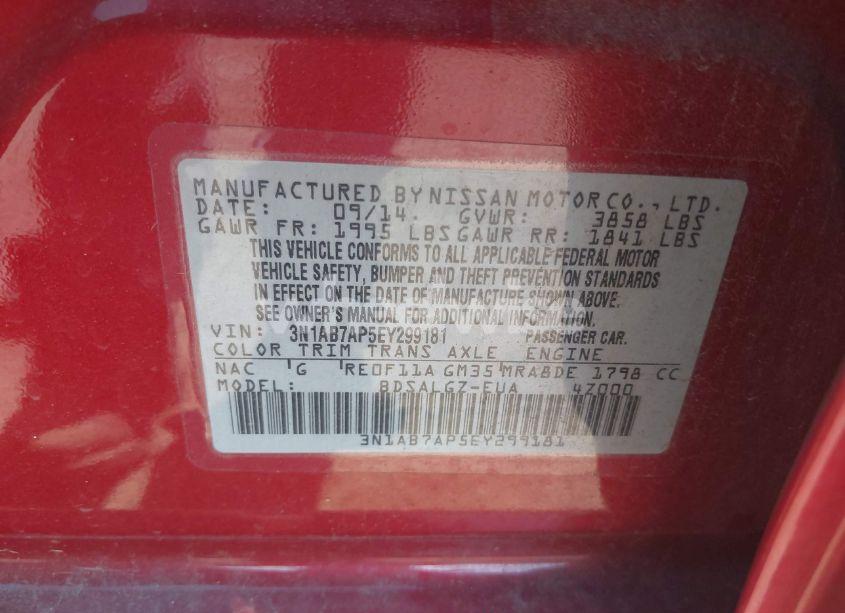 MANUFACTURED BY NISSAN MOTOR CO., LTD.
DATE: 09/14. GVWR: 3858 LBS
GAWR FR: 1995 LBS GAWR RR: 1841 LBS
THIS VEHICLE CONFORMS TO ALL APPLICABLE FEDERAL MOTOR
VEHICLE SAFETY, BUMPER AND THEFT PREVENTION STANDARDS
IN EFFECT ON THE DATE OF MANUFACTURE SHOWN ABOVE.
SEE OWNER'S MANUAL FOR ADDITIONAL INFORMATION.
VIN: 3N1AB7AP5EY299181 PASSENGER CAR.
COLOR TRIM TRANS AXLE ENGINE
NAC G RE0F11A GM35 MRA8DE 1798 CC
MODEL: BDSALGZ-EUA 4Z000
3N1AB7AP5EY299181